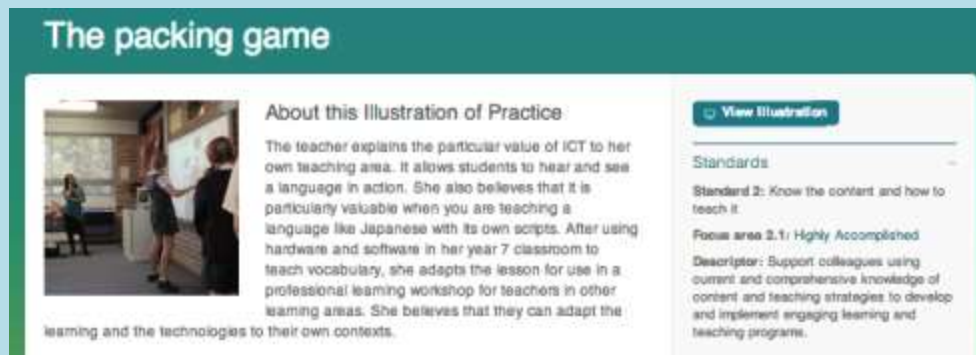 The packing game
About this Illustration of Practice
The teacher explains the particular value of ICT to her
own teaching area. It allows students to hear and see
a language in action. She also believes that it is
particularly valuable when you are teaching a
language like Japanese with its own scripts. After using
hardware and software in her year 7 classroom to
teach vocabulary, she adapts the lesson for use in a
professional learning workshop for teachers in other
learning areas. She believes that they can adapt the
learning and the technologies to their own contexts.
View Illustration
Standards
Standard 2: Know the content and how to
teach it
Focus area 2.1: Highly Accomplished
Descriptor: Support colleagues using
current and comprehensive knowledge of
content and teaching strategies to develop
and implement engaging learning and
teaching programs.